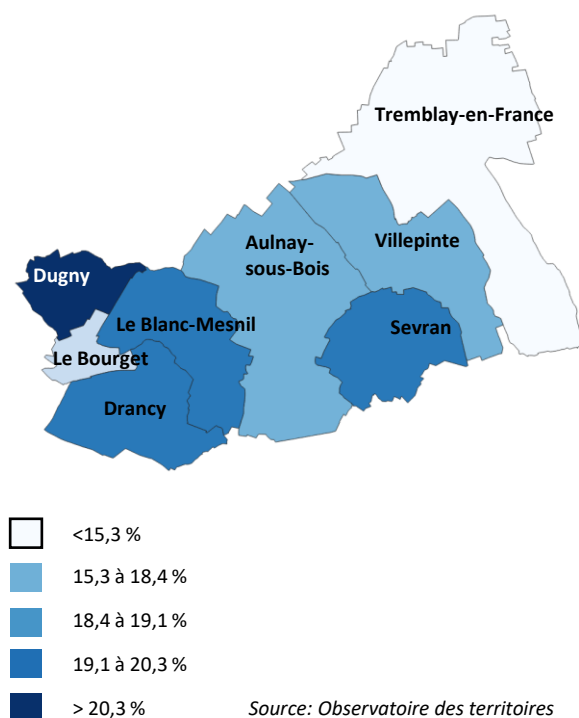 Tremblay-en-France
Aulnay-
sous-Bois
Villepinte
Dugny
Le Blanc-Mesnil
Sevran
Le Bourget
Drancy
<15,3 %
15,3 à 18,4 %
18,4 à 19,1 %
19,1 à 20,3 %
> 20,3 %
Source: Observatoire des territoires